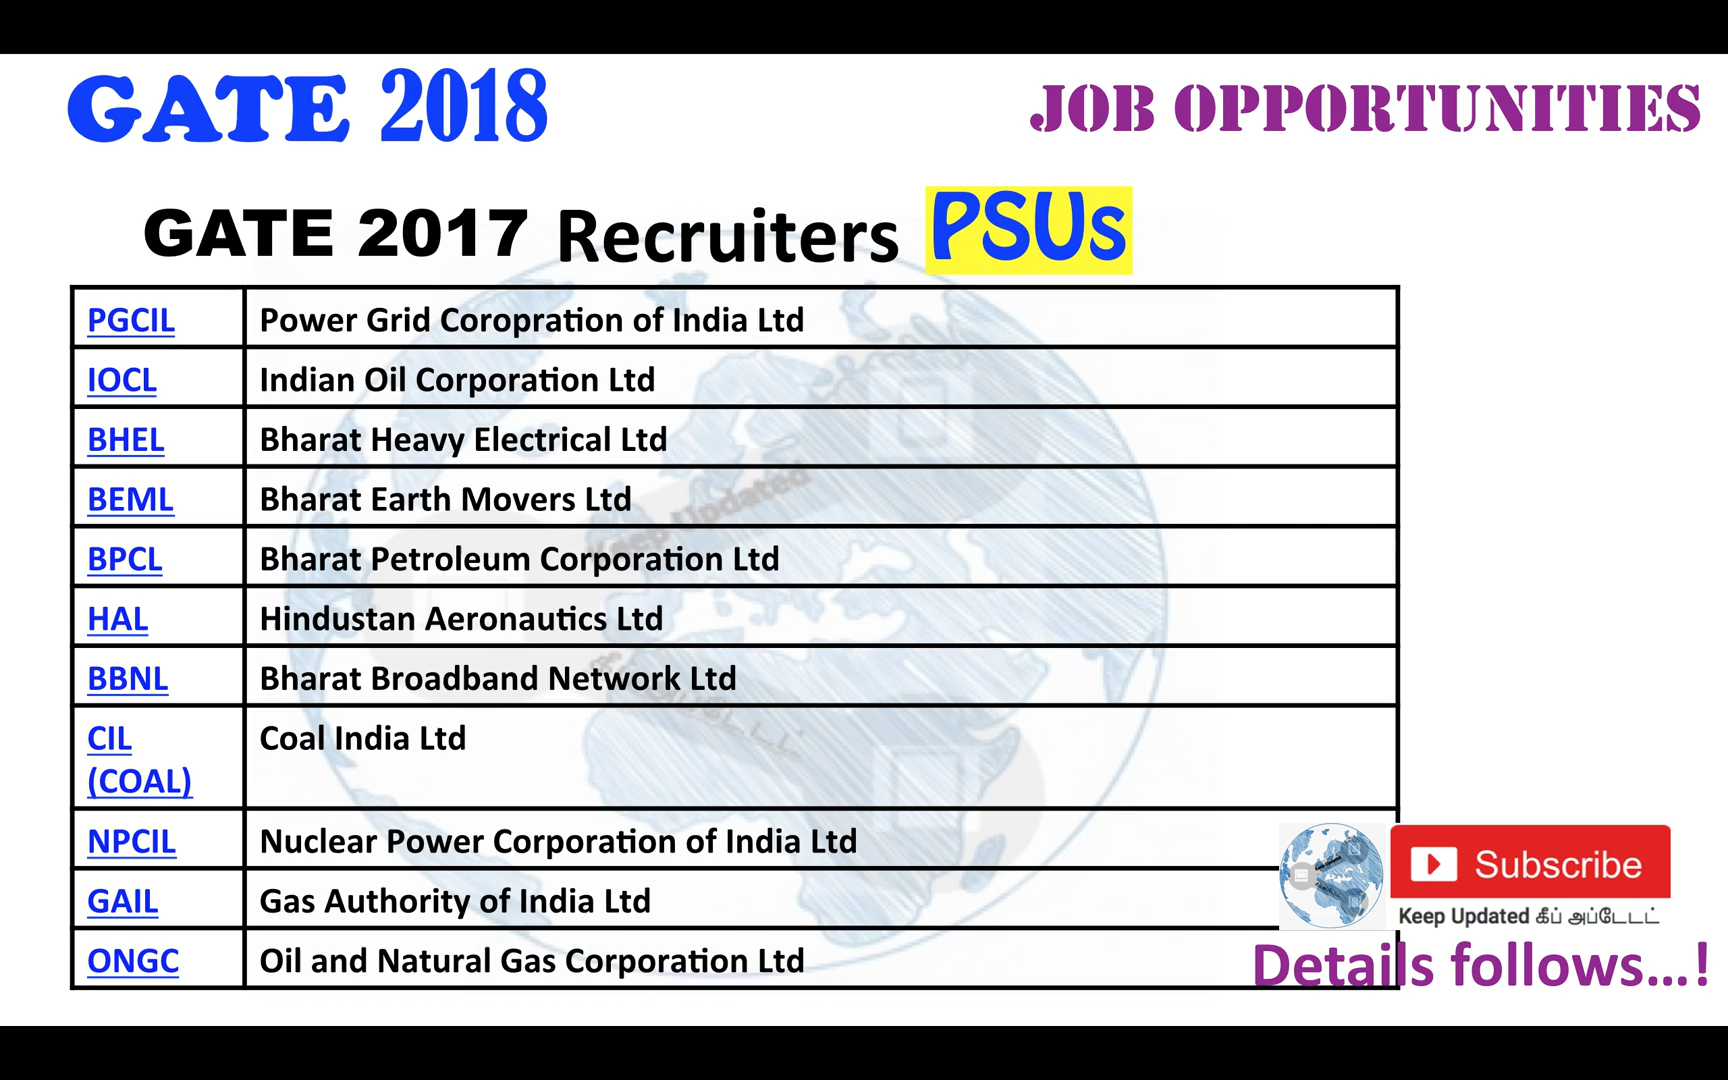 GATE 2018
JOB OPPORTUNITIES
GATE 2017 Recruiters PSUs
PGCIL Power Grid Coropration of India Ltd
IOCL Indian Oil Corporation Ltd
BHEL Bharat Heavy Electrical Ltd
BEML Bharat Earth Movers Ltd
BPCL Bharat Petroleum Corporation Ltd
HAL Hindustan Aeronautics Ltd
BBNL Bharat Broadband Network Ltd
CIL Coal India Ltd
(COAL)
NPCIL Nuclear Power Corporation of India Ltd
GAIL Gas Authority of India Ltd
ONGC Oil and Natural Gas Corporation Ltd
Keep Updated
Subscribe
Keep Updated கீப் அப்டேடட்
Details follows...!